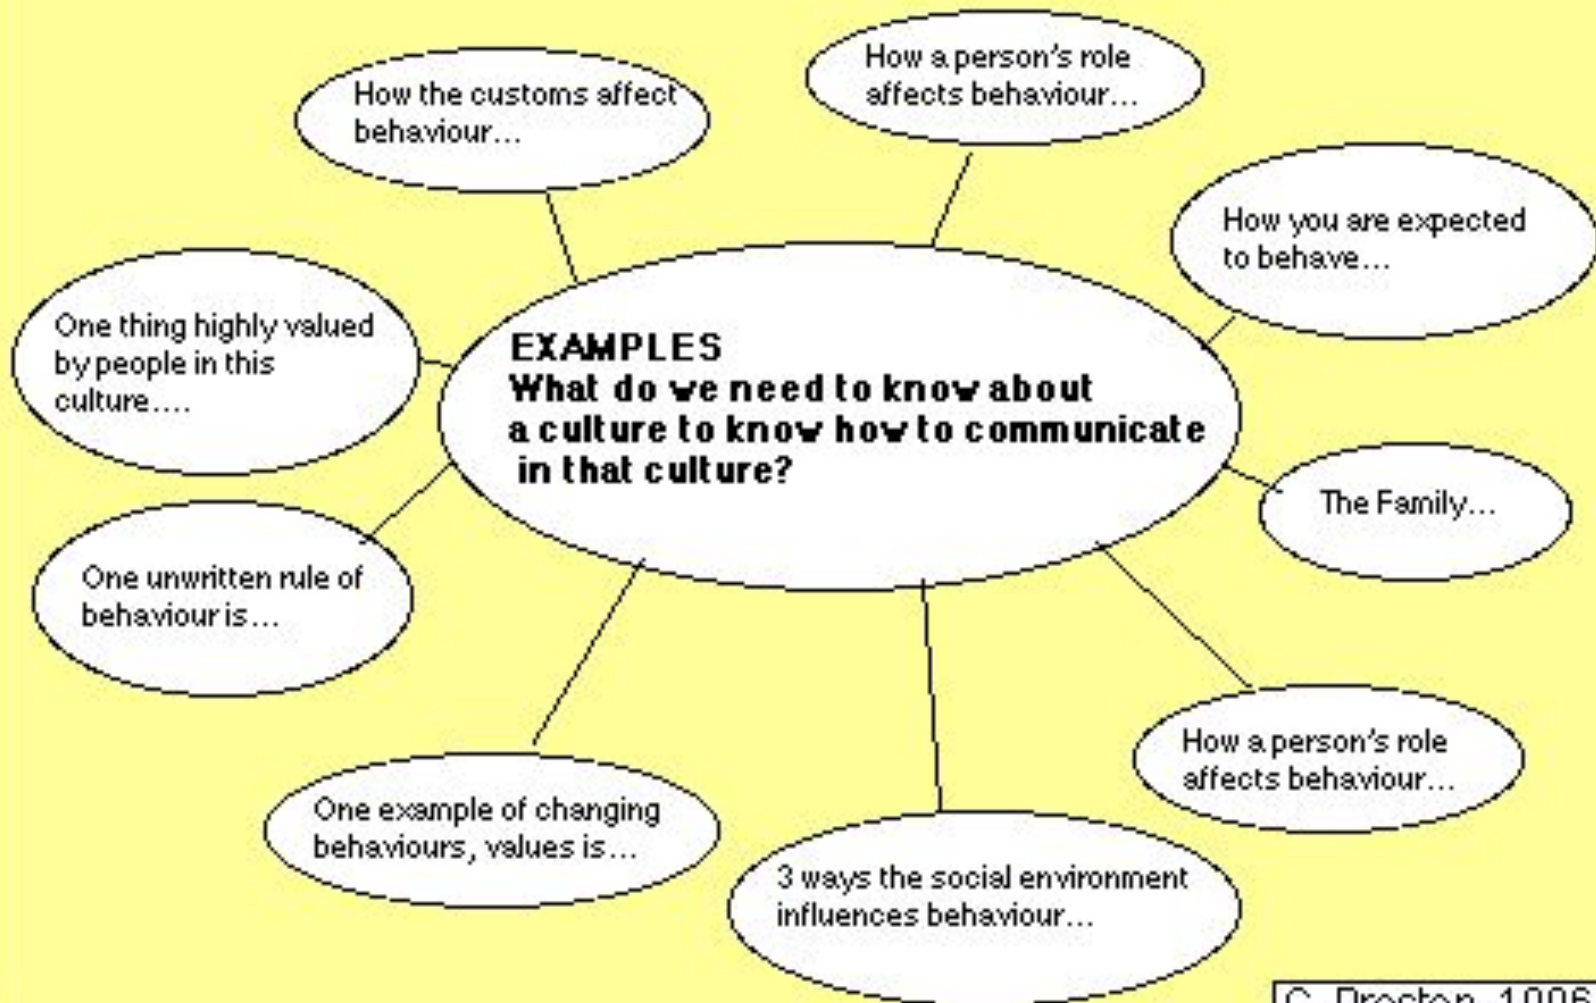 How the customs affect
behaviour...
How a person's role
affects behaviour...
How you are expected
to behave...
One thing highly valued
by people in this
culture....
EXAMPLES
What do we need to know about
a culture to know how to communicate
in that culture?
The Family...
One unwritten rule of
behaviour is...
How a person's role
affects behaviour...
One example of changing
behaviours, values is...
3 ways the social environment
influences behaviour...
C. Preston 1996